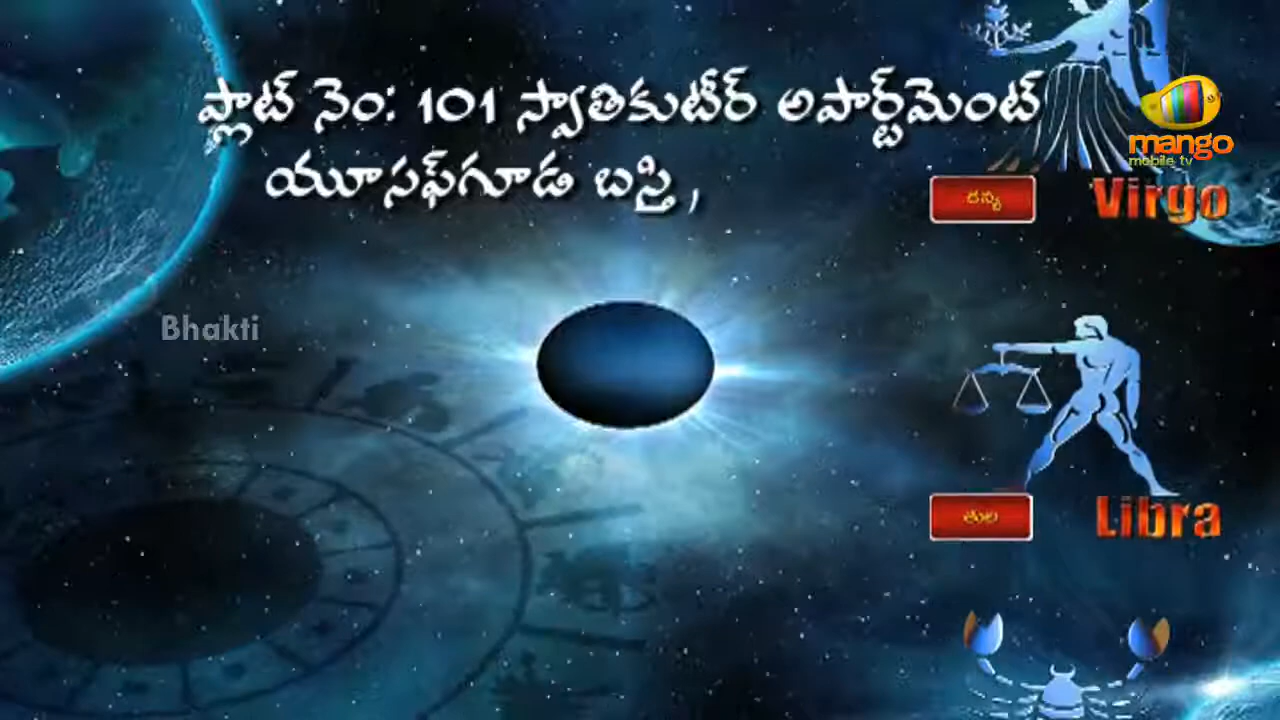 ప్లాట్ నెం: 101 స్వాతికుటీర్ అపార్ట్‌మెంట్
యూసఫ్‌గూడ బస్తి,
mango
mobile tv
కన్య
Virgo
Bhakti
తుల
Libra